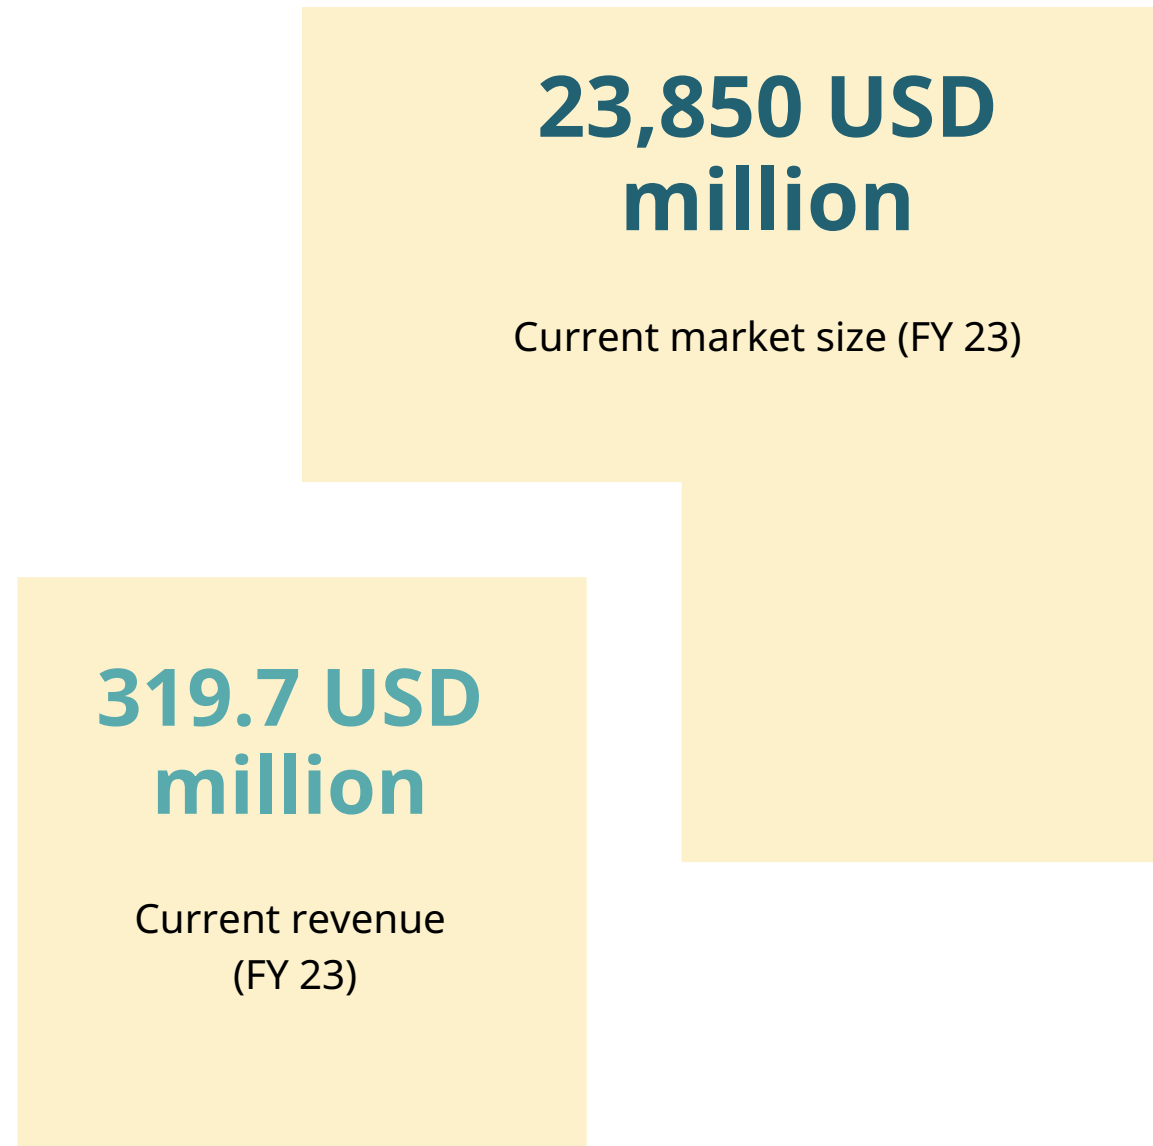 23,850 USD
million
Current market size (FY 23)
319.7 USD
million
Current revenue
(FY 23)